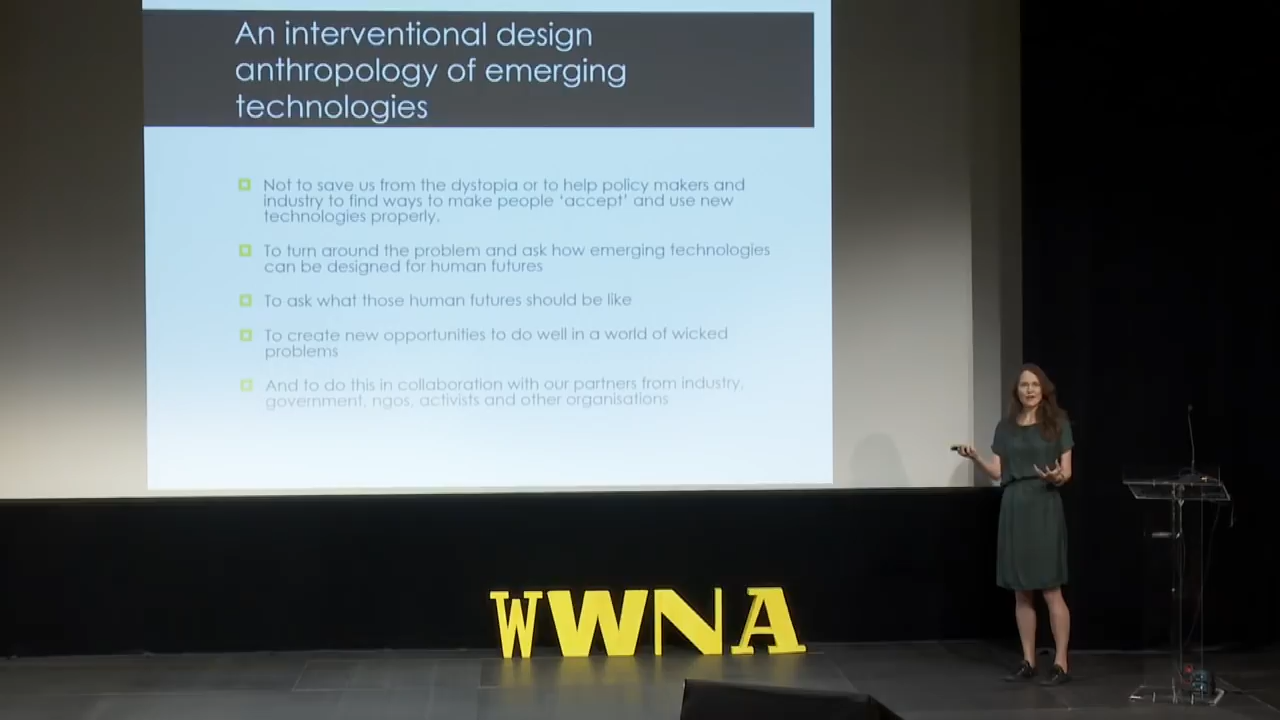 An interventional design
anthropology of emerging
technologies
Not to save us from the dystopia or to help policy makers and
industry to find ways to make people ‘accept’ and use new
technologies properly.
To turn around the problem and ask how emerging technologies
can be designed for human futures
To ask what those human futures should be like
To create new opportunities to do well in a world of wicked
problems
And to do this in collaboration with our partners from industry,
government, ngos, activists and other organisations
WWNA